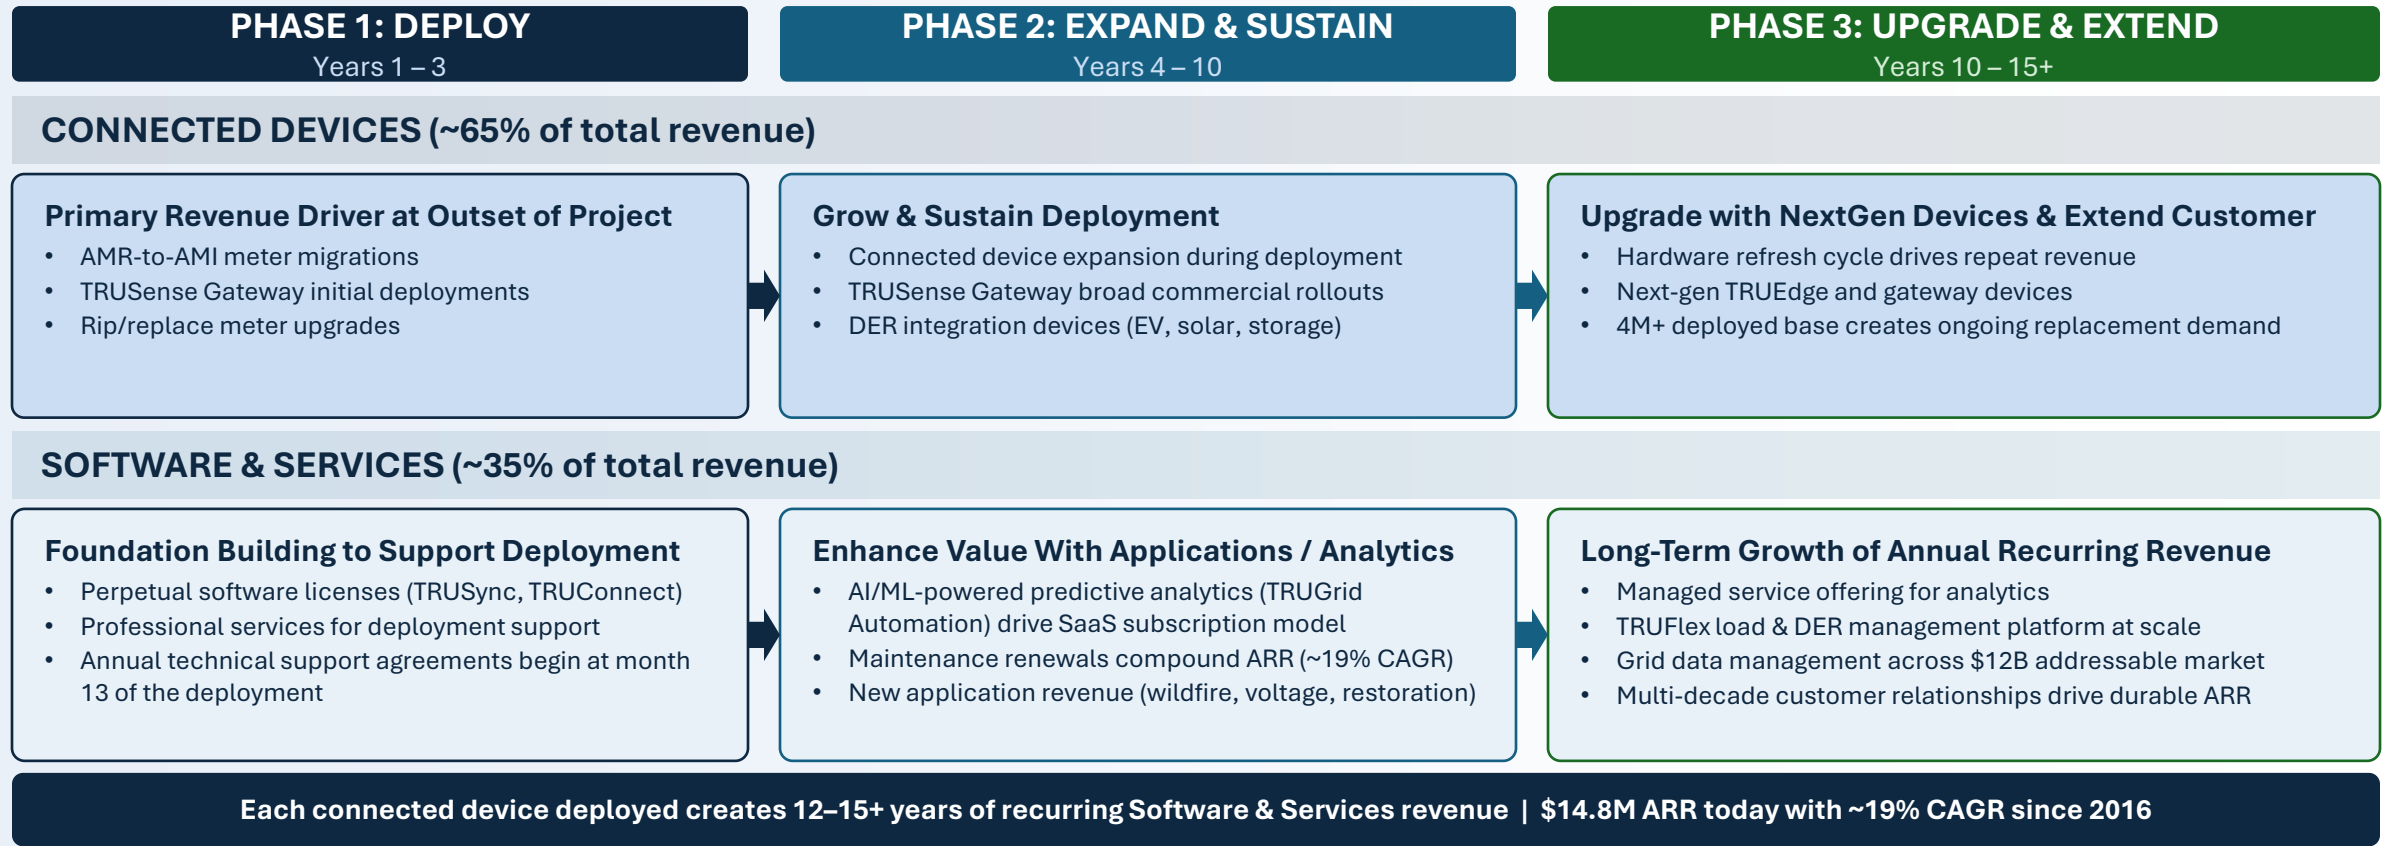 PHASE 1: DEPLOY
Years 1 – 3
PHASE 2: EXPAND & SUSTAIN
Years 4 – 10
PHASE 3: UPGRADE & EXTEND
Years 10 – 15+
CONNECTED DEVICES (~65% of total revenue)
Primary Revenue Driver at Outset of Project
• AMR-to-AMI meter migrations
• TRUSense Gateway initial deployments
• Rip/replace meter upgrades
Grow & Sustain Deployment
• Connected device expansion during deployment
• TRUSense Gateway broad commercial rollouts
• DER integration devices (EV, solar, storage)
Upgrade with NextGen Devices & Extend Customer
• Hardware refresh cycle drives repeat revenue
• Next-gen TRUEdge and gateway devices
• 4M+ deployed base creates ongoing replacement demand
SOFTWARE & SERVICES (~35% of total revenue)
Foundation Building to Support Deployment
• Perpetual software licenses (TRUSync, TRUConnect)
• Professional services for deployment support
• Annual technical support agreements begin at month
13 of the deployment
Enhance Value With Applications / Analytics
• AI/ML-powered predictive analytics (TRUGrid
Automation) drive SaaS subscription model
• Maintenance renewals compound ARR (~19% CAGR)
• New application revenue (wildfire, voltage, restoration)
Long-Term Growth of Annual Recurring Revenue
• Managed service offering for analytics
• TRUFlex load & DER management platform at scale
• Grid data management across $12B addressable market
• Multi-decade customer relationships drive durable ARR
Each connected device deployed creates 12–15+ years of recurring Software & Services revenue | $14.8M ARR today with ~19% CAGR since 2016